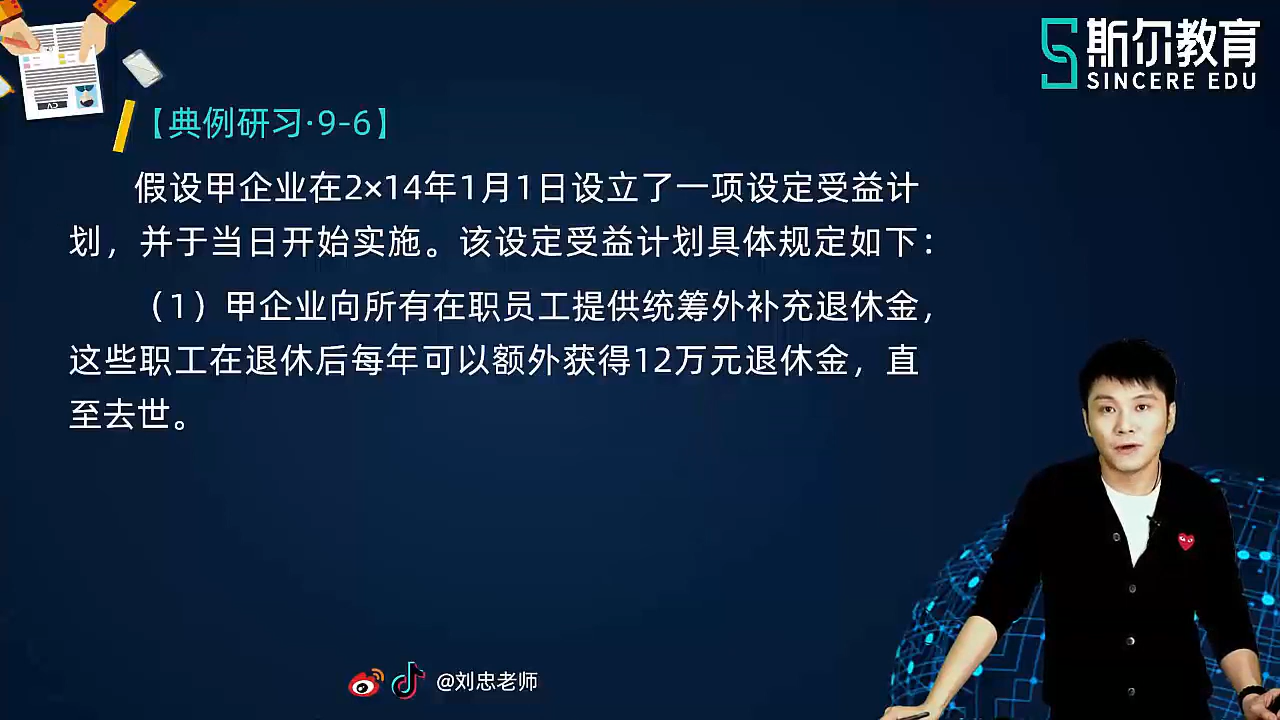 斯尔教育
SINCERE EDU
【典例研习·9-6】
假设甲企业在2×14年1月1日设立了一项设定受益计
划，并于当日开始实施。该设定受益计划具体规定如下：
（1）甲企业向所有在职员工提供统筹外补充退休金，
这些职工在退休后每年可以额外获得12万元退休金，直
至去世。
@刘忠老师